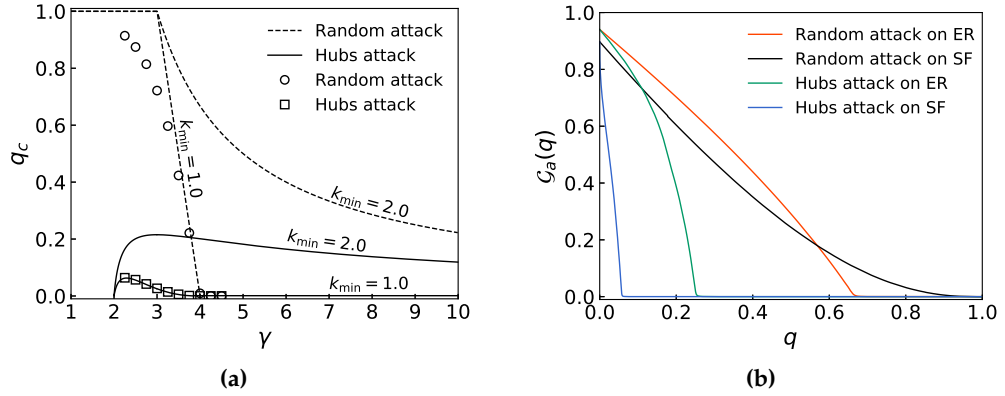 1.0
0.8
0.6
0.4
0.2
0.0
q_c
1 2 3 4 5 6 7 8 9 10
γ
Random attack
Hubs attack
Random attack
Hubs attack
k_min = 1.0
k_min = 2.0
k_min = 2.0
k_min = 1.0
(a)
1.0
0.8
0.6
0.4
0.2
0.0
𝒢_a(q)
0.0 0.2 0.4 0.6 0.8 1.0
q
Random attack on ER
Random attack on SF
Hubs attack on ER
Hubs attack on SF
(b)